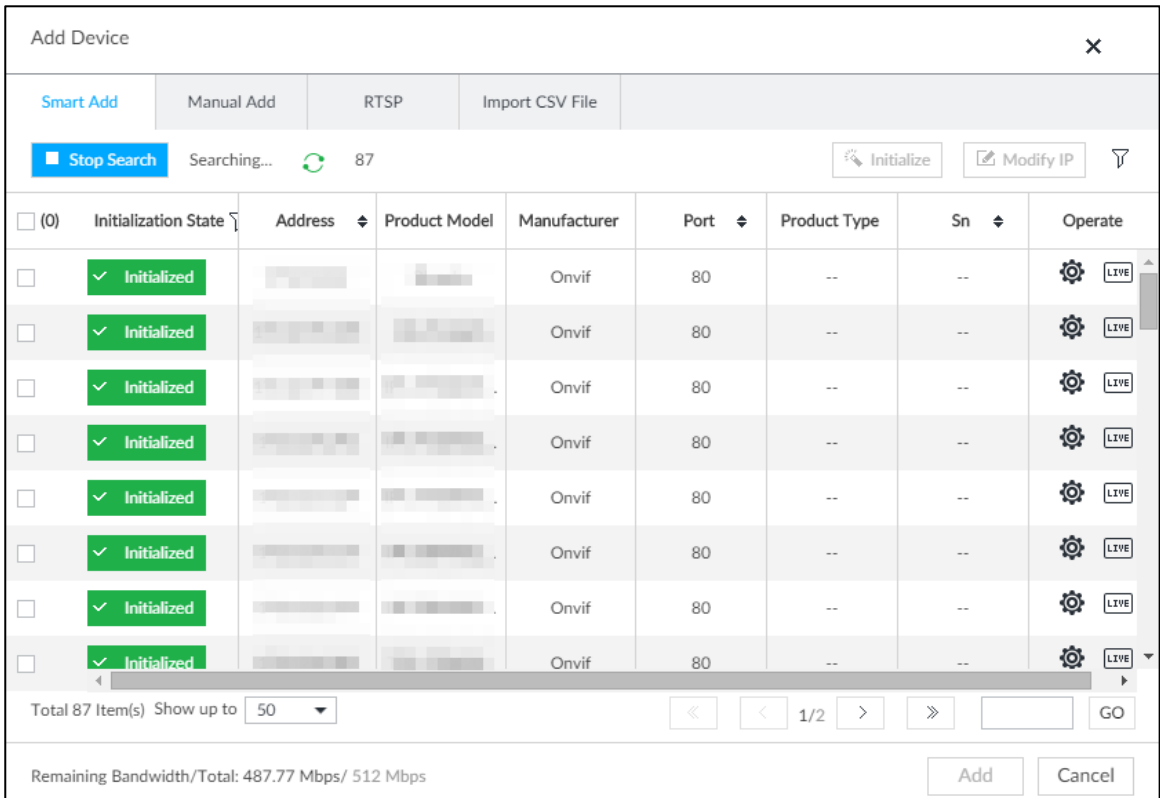 Add Device
Smart Add Manual Add RTSP Import CSV File
Stop Search Searching... 87 Initialize Modify IP
(0) Initialization State Address Product Model Manufacturer Port Product Type Sn Operate
Initialized Onvif 80 -- -- LIVE
Initialized Onvif 80 -- -- LIVE
Initialized Onvif 80 -- -- LIVE
Initialized Onvif 80 -- -- LIVE
Initialized Onvif 80 -- -- LIVE
Initialized Onvif 80 -- -- LIVE
Initialized Onvif 80 -- -- LIVE
Initialized Onvif 80 -- -- LIVE
Total 87 Item(s) Show up to 50 1/2 GO
Remaining Bandwidth/Total: 487.77 Mbps/ 512 Mbps Add Cancel